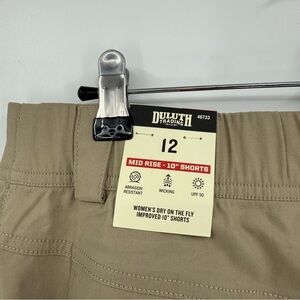 DULUTH
TRADING
46733
12
MID RISE · 10" SHORTS
ABRASION RESISTANT
WICKING
UPF 50
WOMEN'S DRY ON THE FLY
IMPROVED 10" SHORTS